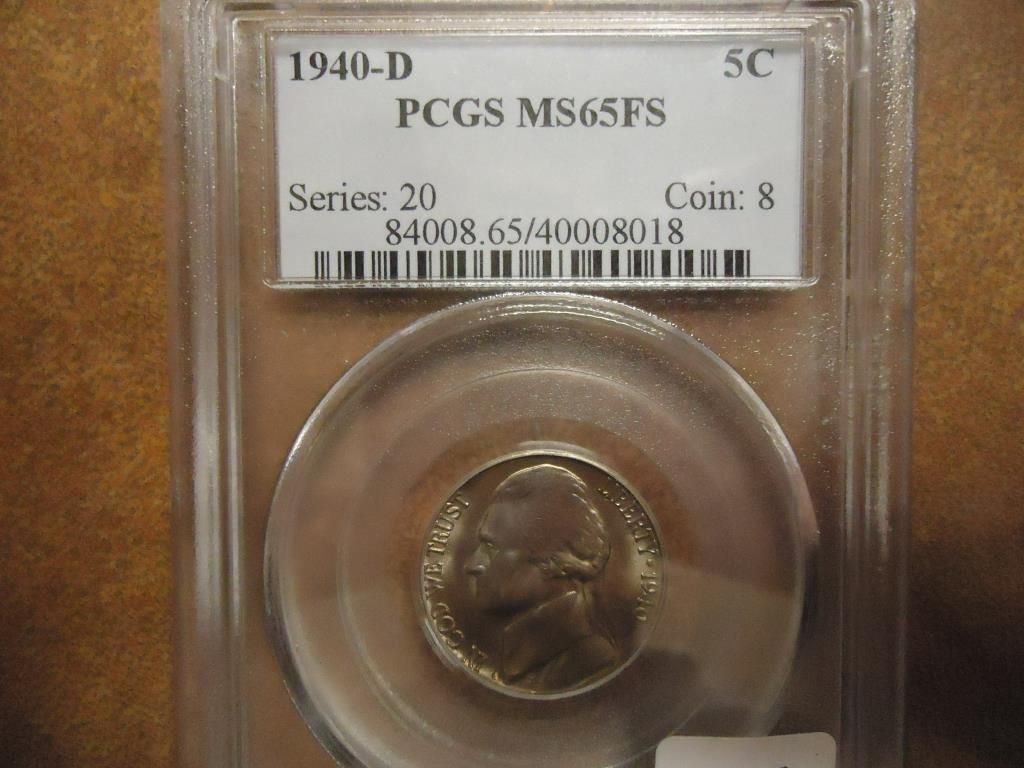 1940-D 5C
PCGS MS65FS
Series: 20 Coin: 8
84008.65/40008018
IN GOD WE TRUST
LIBERTY * 1940